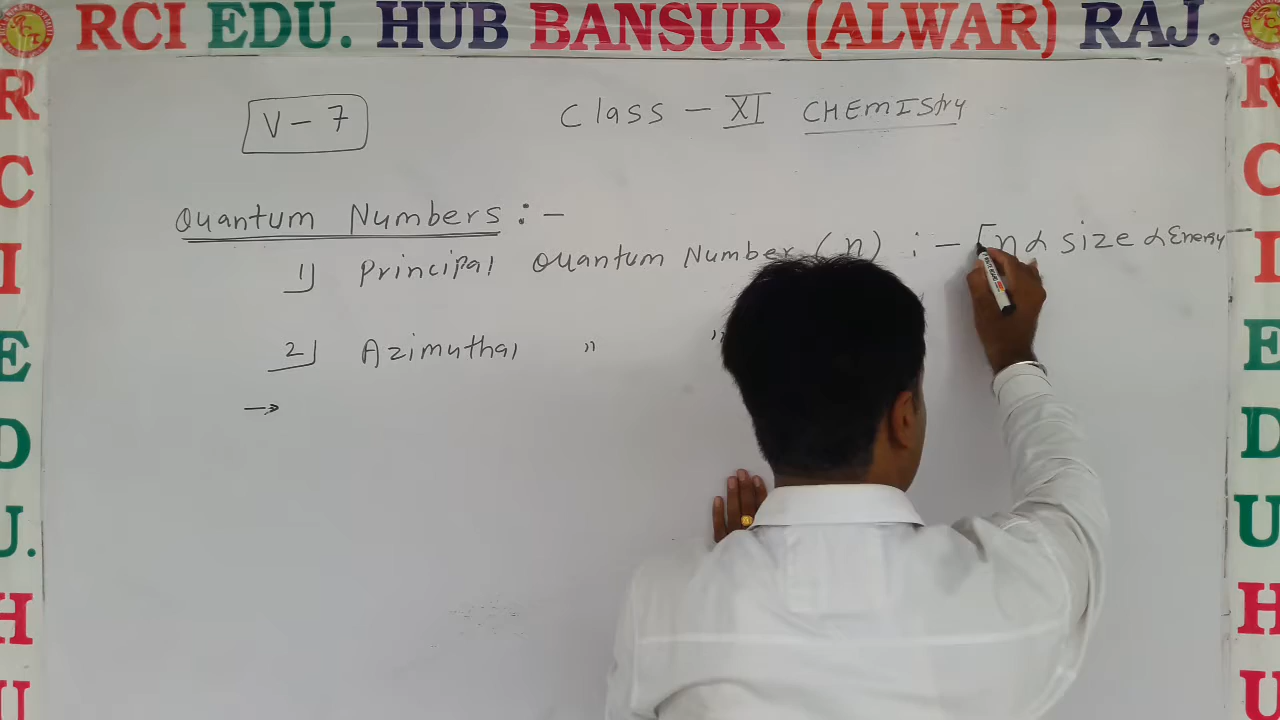 RCI EDU. HUB BANSUR (ALWAR) RAJ.
V - 7
Class - XI CHEMIStry
Quantum Numbers : -
1) Principal Quantum Number (n) : - [n α size α Energy
2) Azimuthal " "
→
R C I E D U. H U
R C I E D U H U